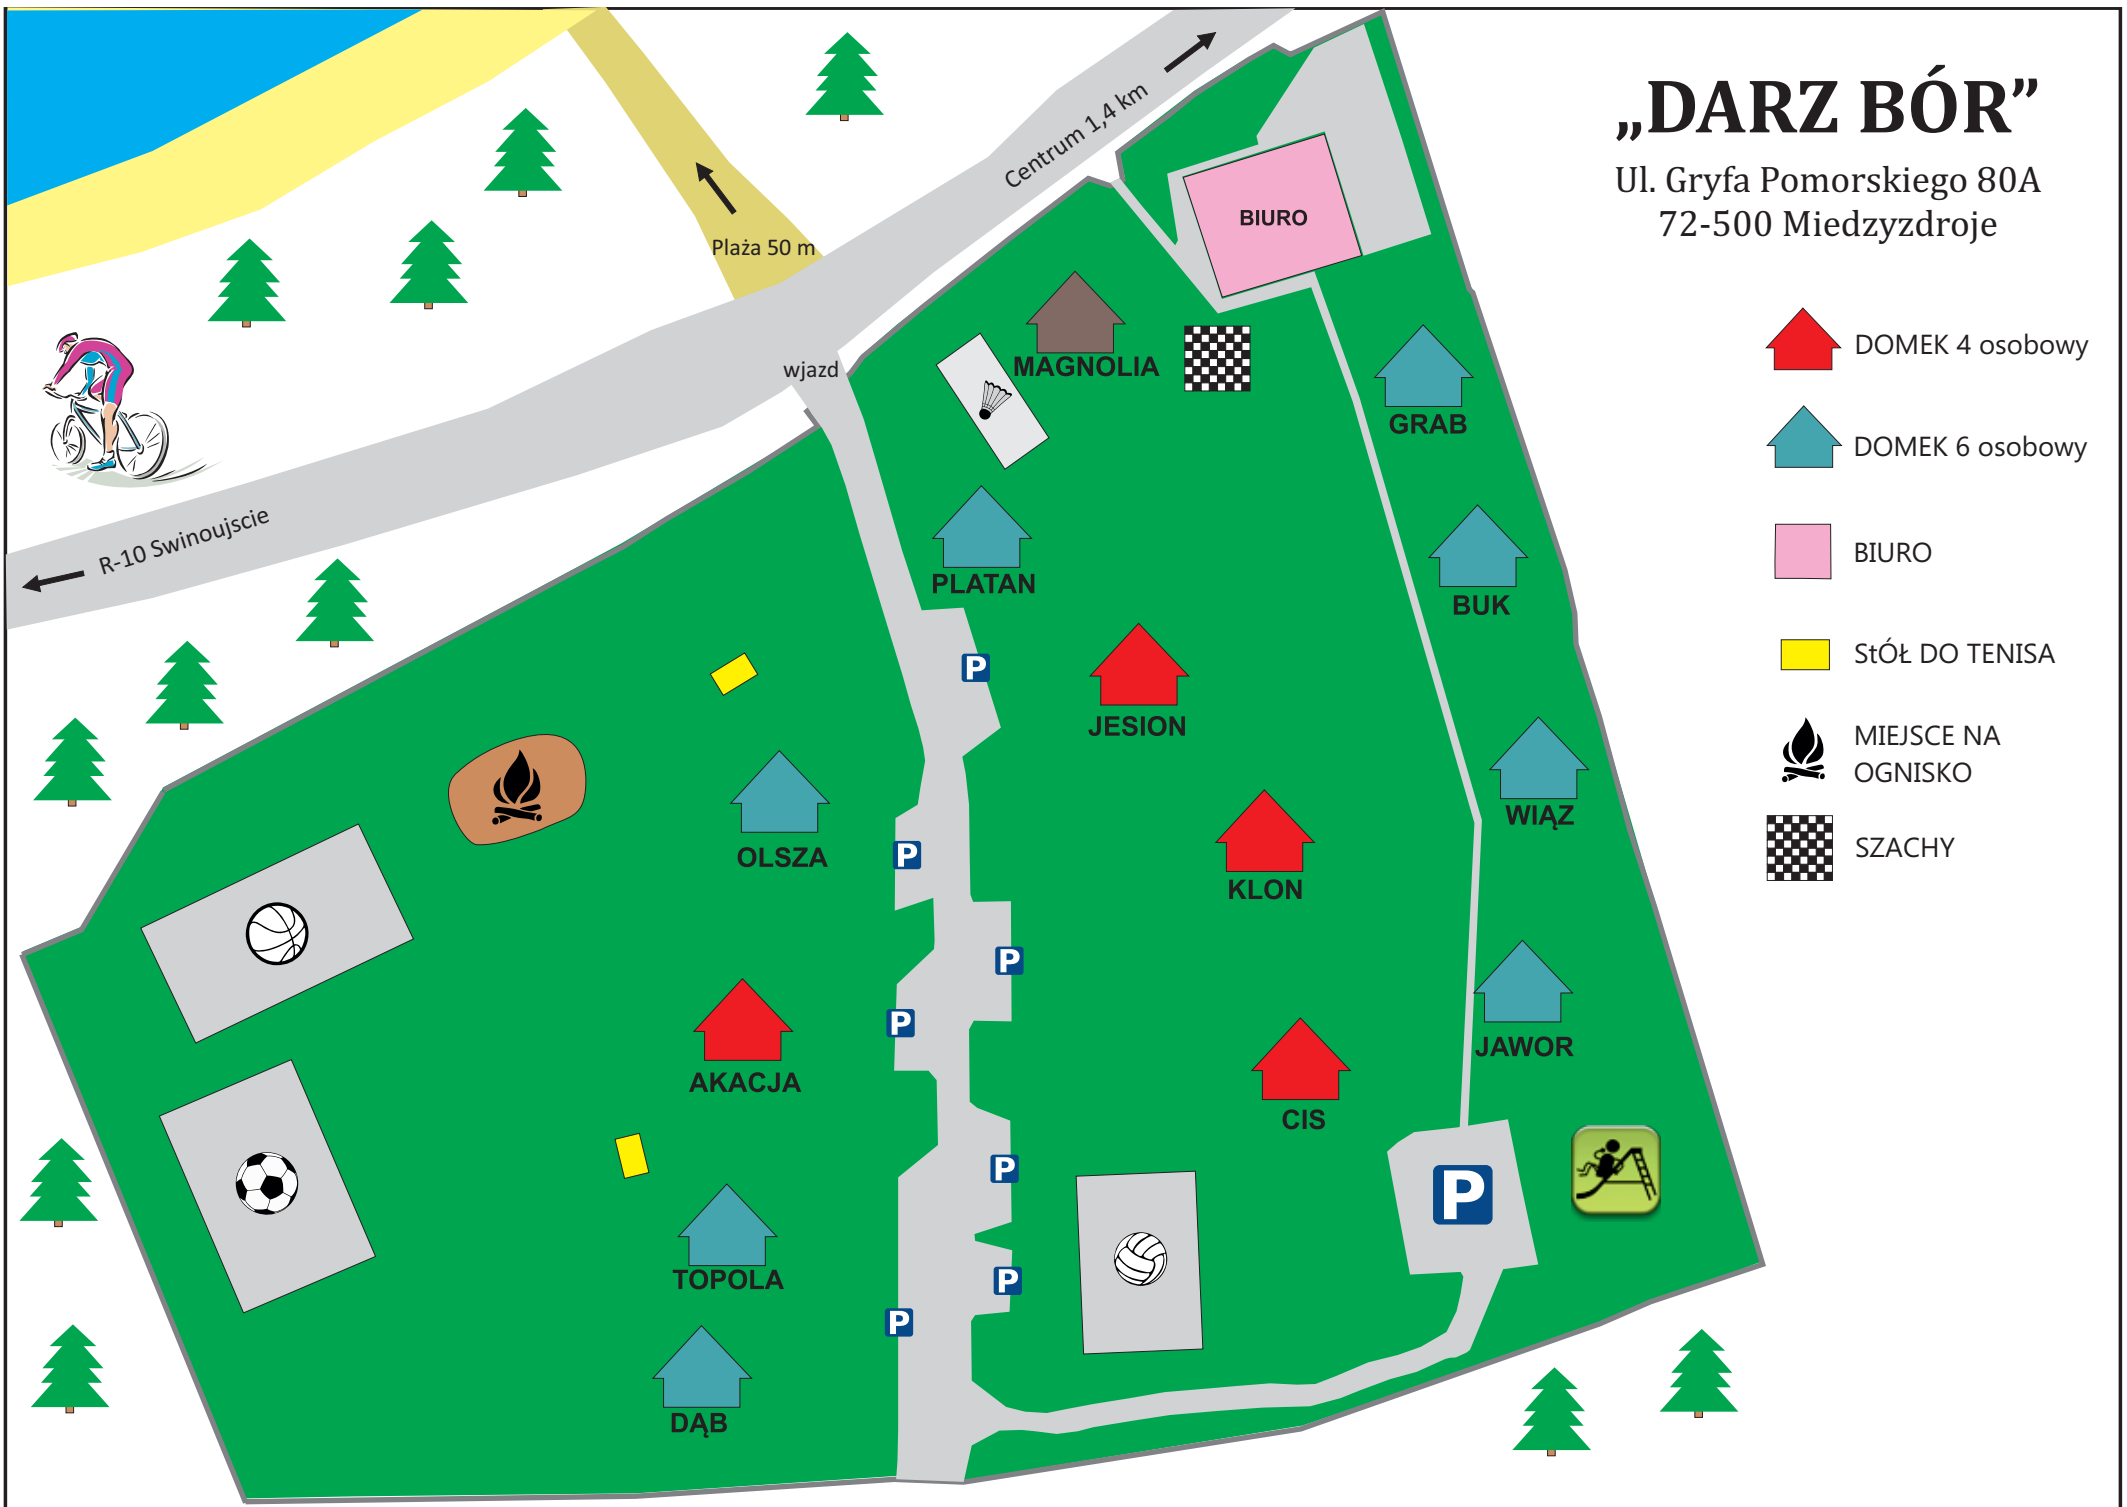 „DARZ BÓR”
Ul. Gryfa Pomorskiego 80A
72-500 Miedzyzdroje
Centrum 1,4 km
Plaża 50 m
wjazd
R-10 Swinoujscie
BIURO
MAGNOLIA
GRAB
PLATAN
BUK
P
JESION
WIĄZ
OLSZA
P
KLON
P
P
JAWOR
AKACJA
CIS
P
P
TOPOLA
P
P
DĄB
DOMEK 4 osobowy
DOMEK 6 osobowy
BIURO
StÓŁ DO TENISA
MIEJSCE NA
OGNISKO
SZACHY